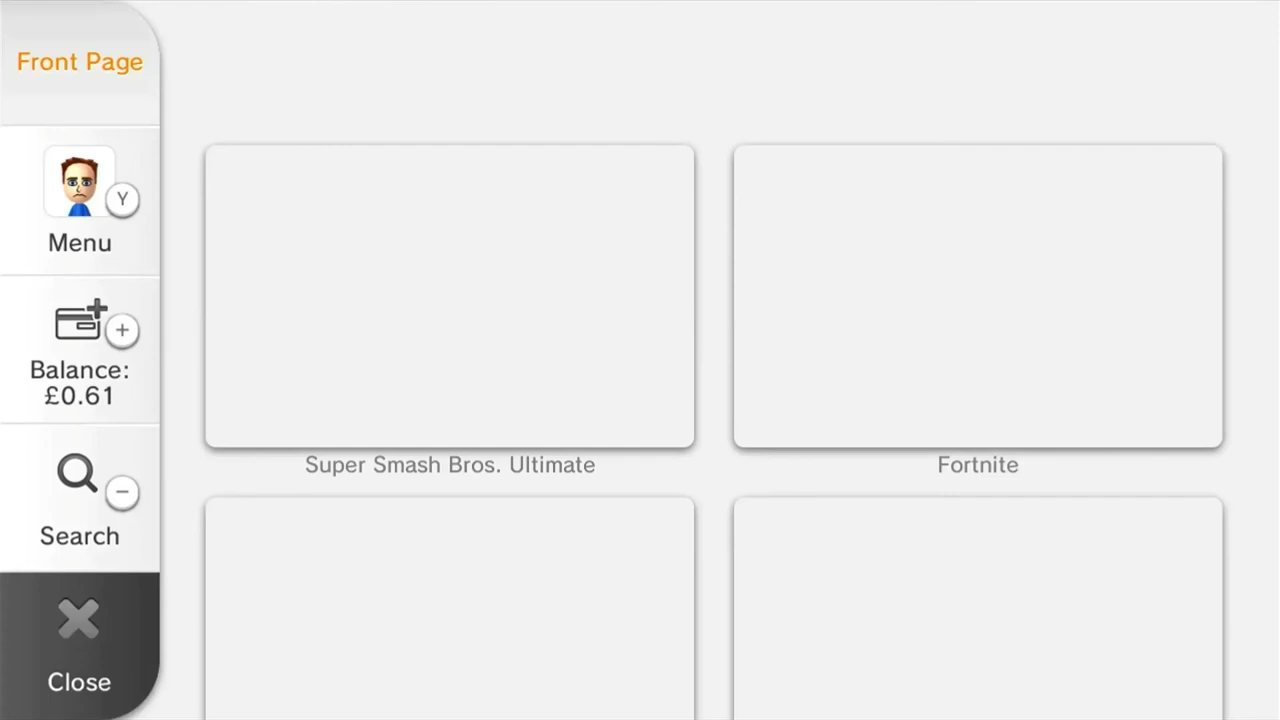 Front Page
Y
Menu
+
Balance:
£0.61
−
Search
Close
Super Smash Bros. Ultimate
Fortnite